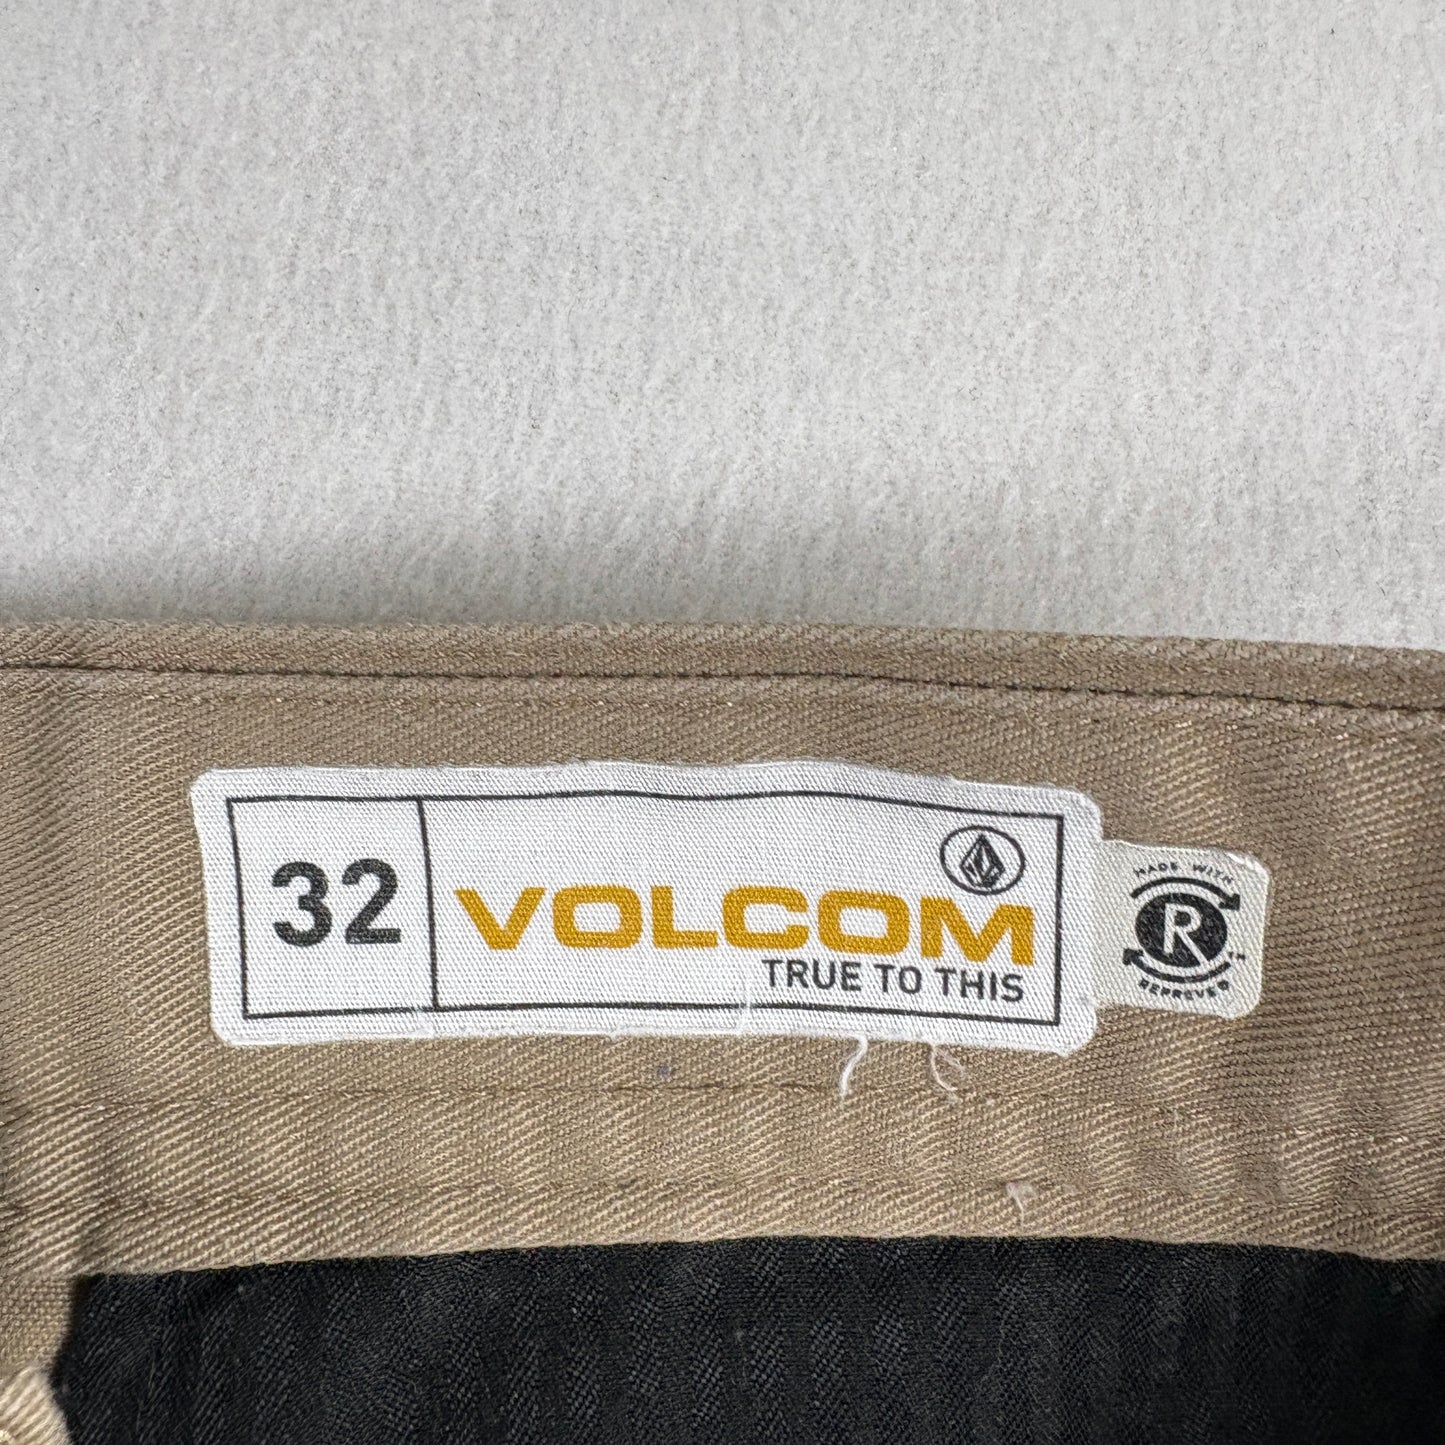 32
VOLCOM
TRUE TO THIS
MADE WITH
R
REPREVE